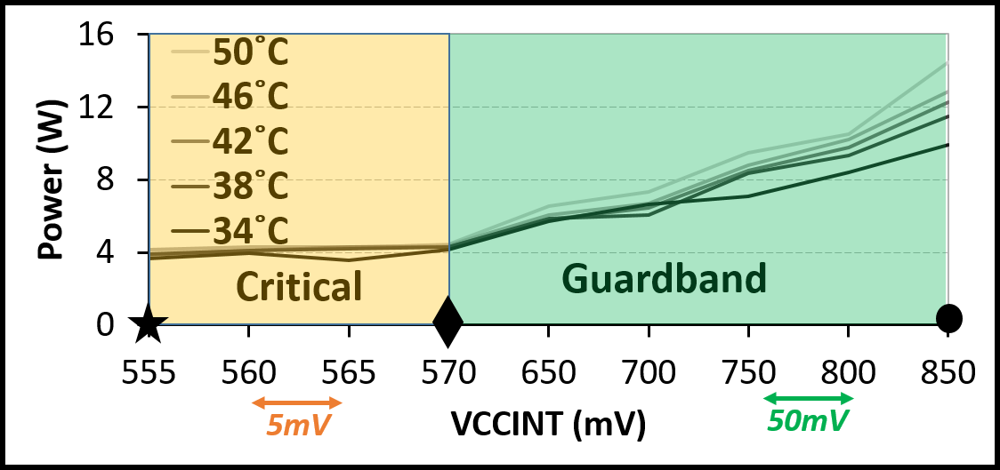 16
12
8
4
0
Power (W)
50˚C
46˚C
42˚C
38˚C
34˚C
Critical
Guardband
555 560 565 570 650 700 750 800 850
5mV
VCCINT (mV)
50mV